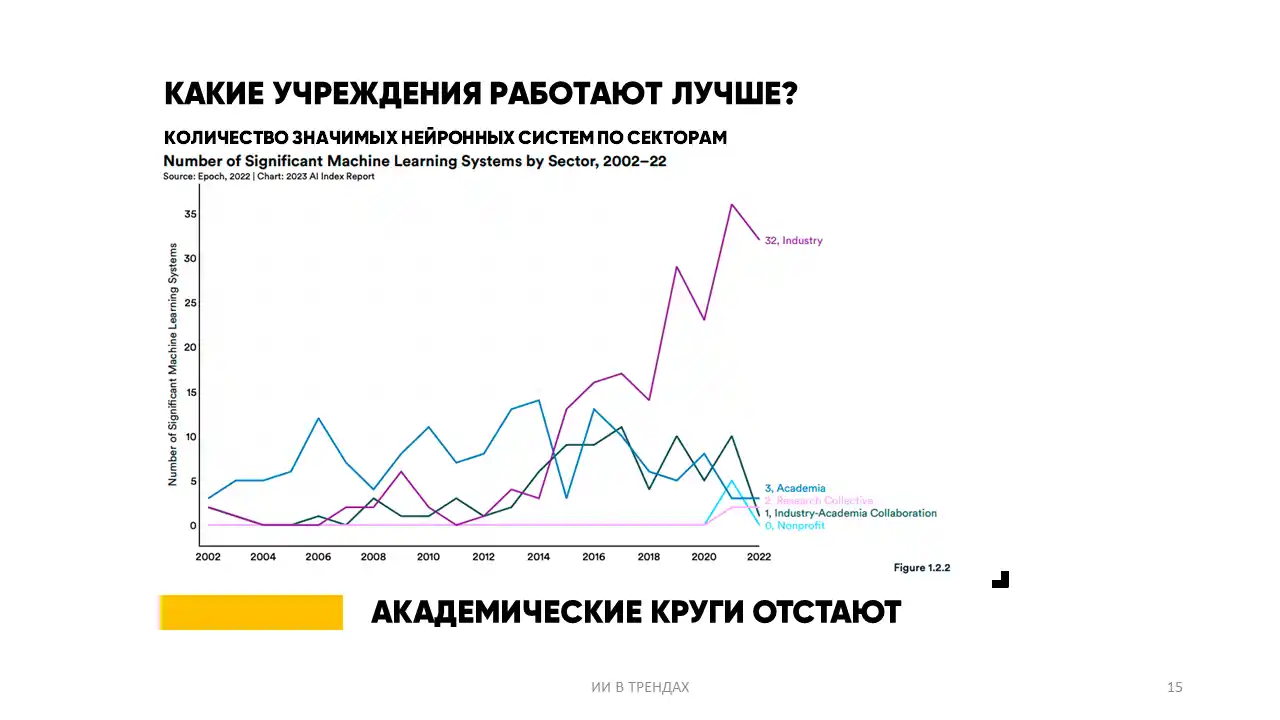 КАКИЕ УЧРЕЖДЕНИЯ РАБОТАЮТ ЛУЧШЕ?
КОЛИЧЕСТВО ЗНАЧИМЫХ НЕЙРОННЫХ СИСТЕМ ПО СЕКТОРАМ
Number of Significant Machine Learning Systems by Sector, 2002–22
Source: Epoch, 2022 | Chart: 2023 AI Index Report
Number of Significant Machine Learning Systems
35
30
25
20
15
10
5
0
32, Industry
3, Academia
2, Research Collective
1, Industry-Academia Collaboration
0, Nonprofit
2002 2004 2006 2008 2010 2012 2014 2016 2018 2020 2022
Figure 1.2.2
АКАДЕМИЧЕСКИЕ КРУГИ ОТСТАЮТ
ИИ В ТРЕНДАХ
15